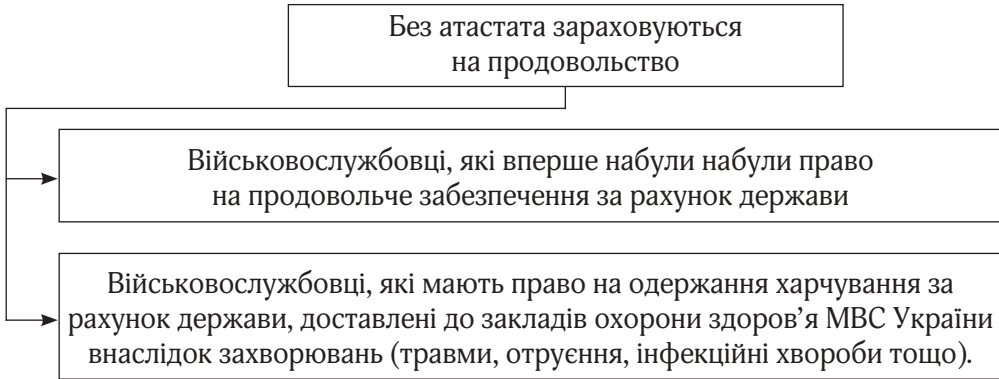 Без атастата зараховуються
на продовольство
Військовослужбовці, які вперше набули набули право
на продовольче забезпечення за рахунок держави
Військовослужбовці, які мають право на одержання харчування за
рахунок держави, доставлені до закладів охорони здоров’я МВС України
внаслідок захворювань (травми, отруєння, інфекційні хвороби тощо).